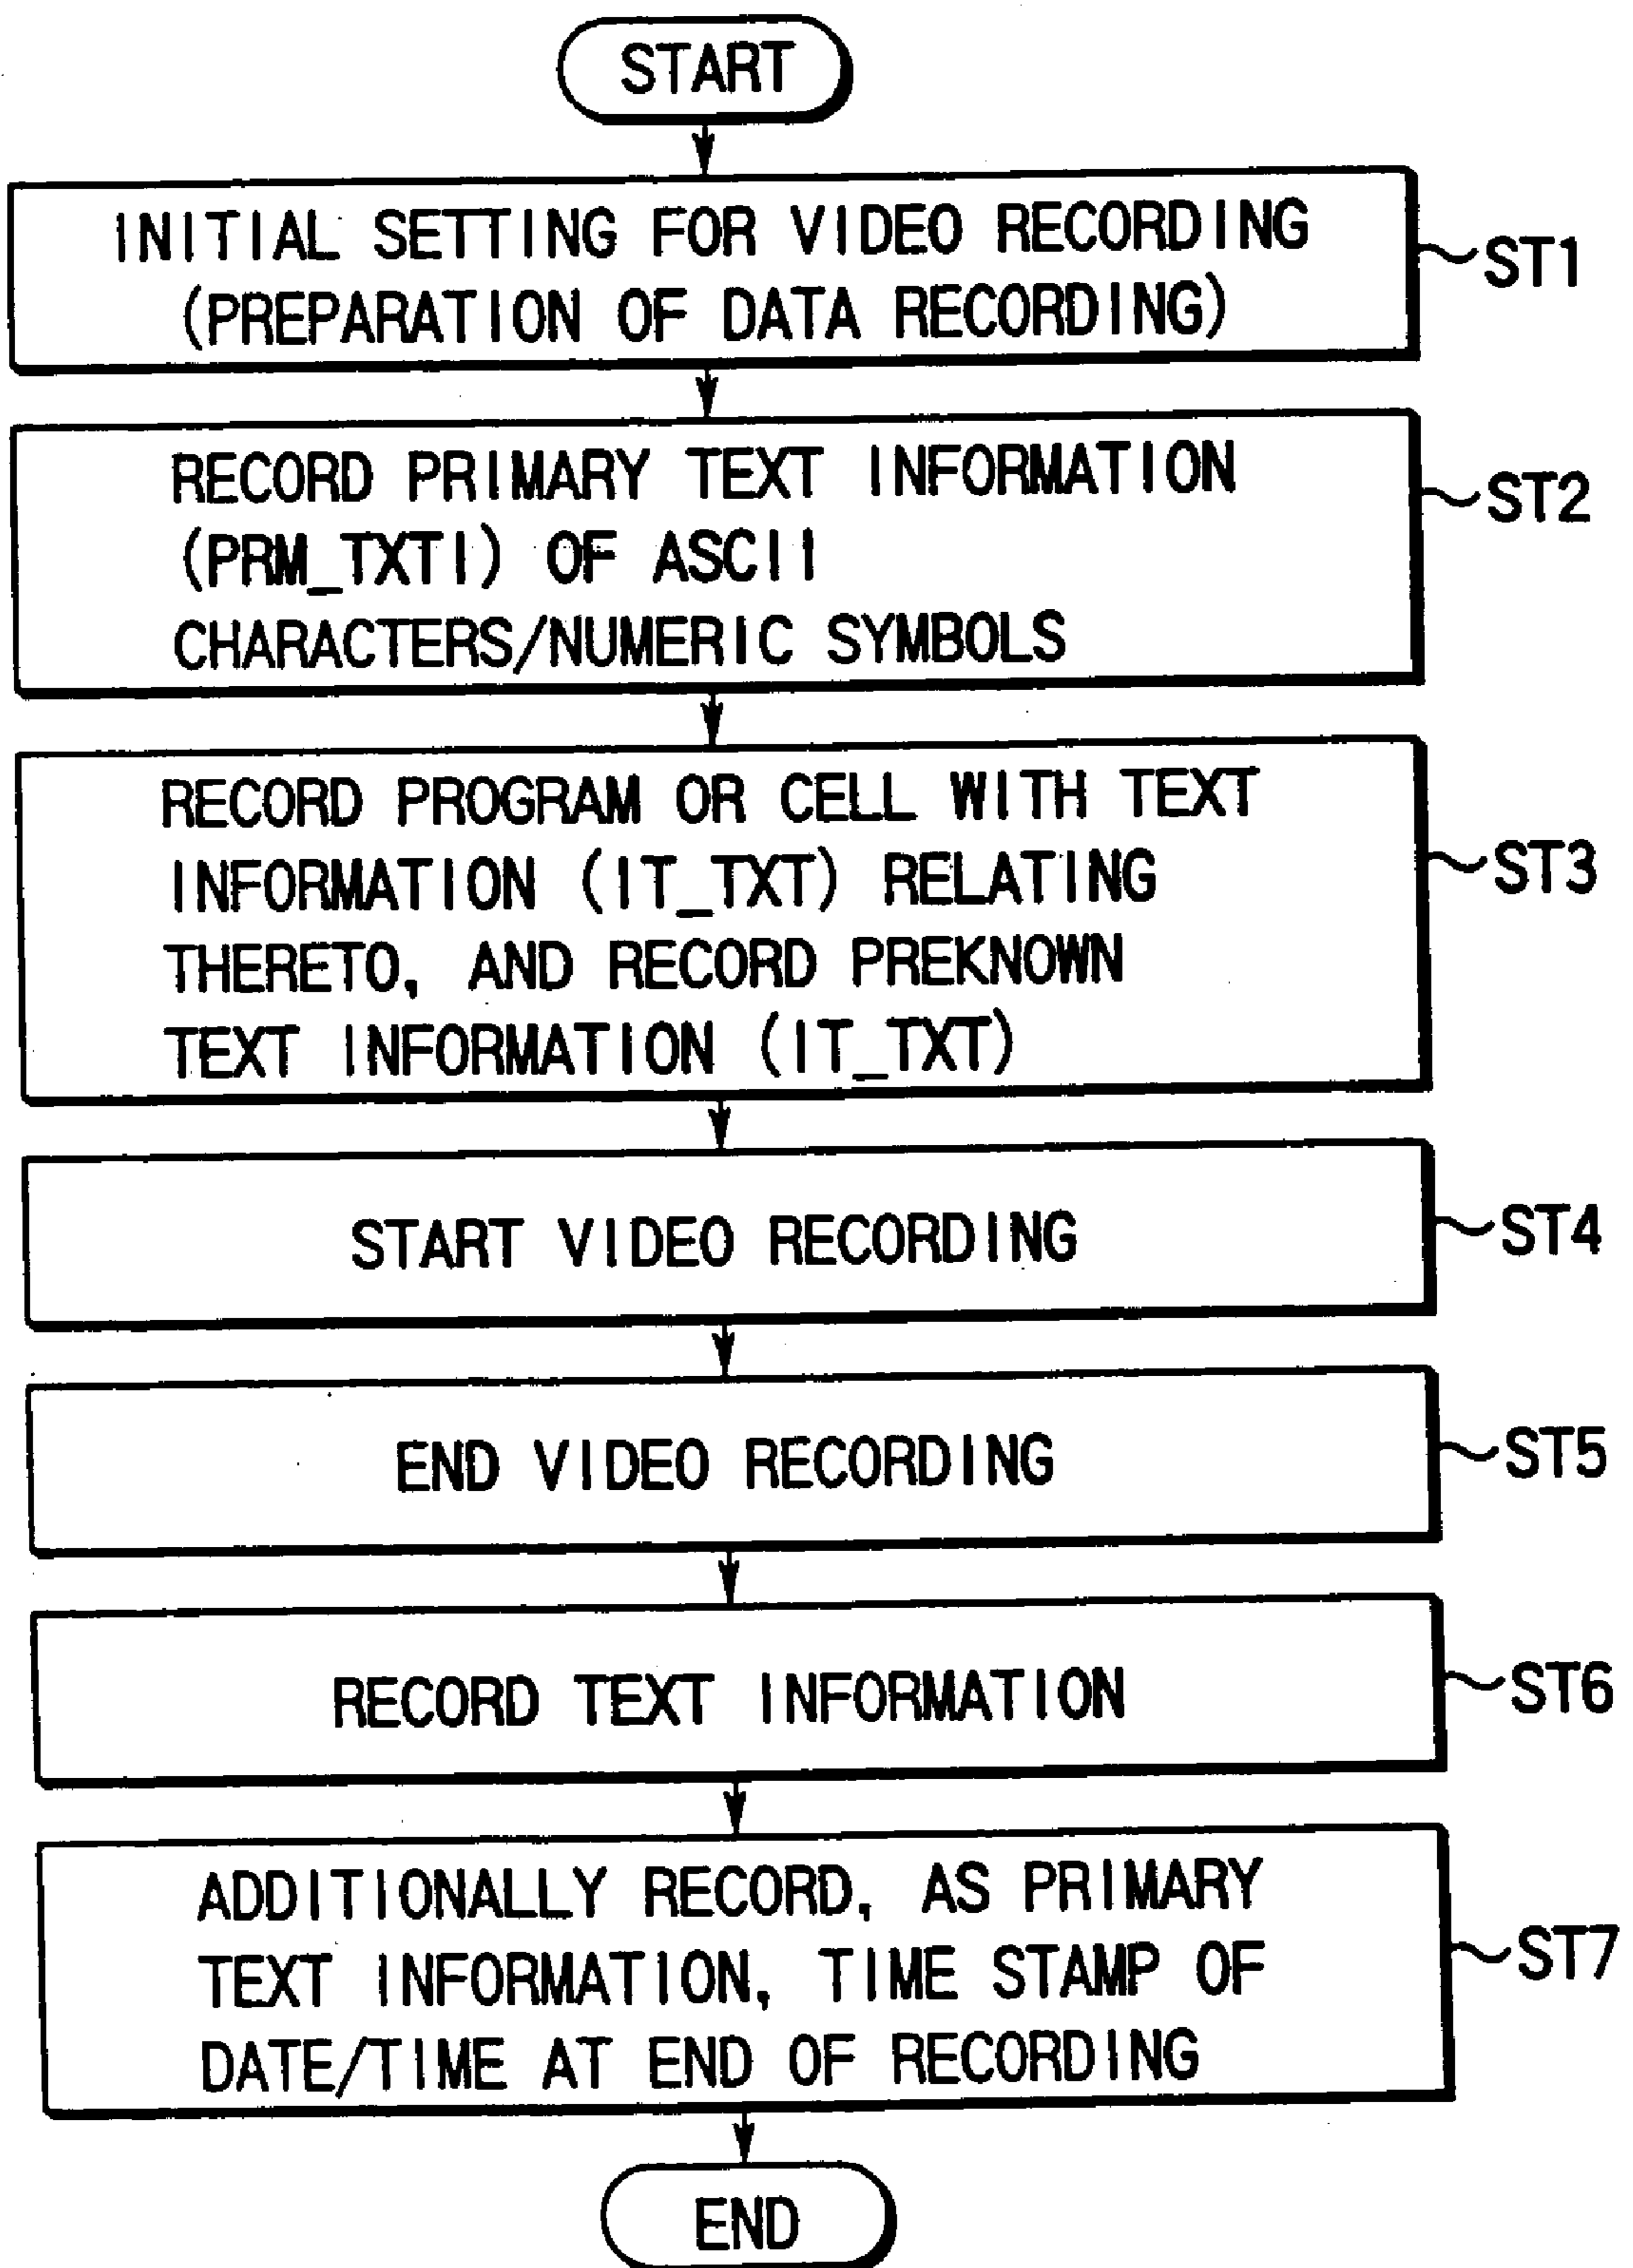 START
INITIAL SETTING FOR VIDEO RECORDING
(PREPARATION OF DATA RECORDING)
ST1
RECORD PRIMARY TEXT INFORMATION
(PRM_TXTI) OF ASCII
CHARACTERS/NUMERIC SYMBOLS
ST2
RECORD PROGRAM OR CELL WITH TEXT
INFORMATION (IT_TXT) RELATING
THERETO, AND RECORD PREKNOWN
TEXT INFORMATION (IT_TXT)
ST3
START VIDEO RECORDING
ST4
END VIDEO RECORDING
ST5
RECORD TEXT INFORMATION
ST6
ADDITIONALLY RECORD, AS PRIMARY
TEXT INFORMATION, TIME STAMP OF
DATE/TIME AT END OF RECORDING
ST7
END